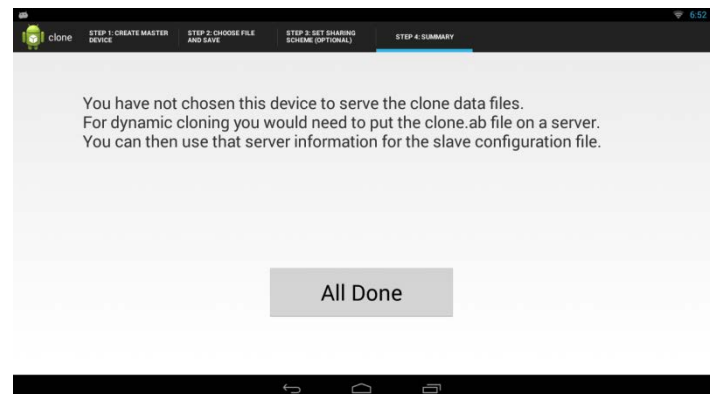 6:52
clone
STEP 1: CREATE MASTER
DEVICE
STEP 2: CHOOSE FILE
AND SAVE
STEP 3: SET SHARING
SCHEME (OPTIONAL)
STEP 4: SUMMARY
You have not chosen this device to serve the clone data files.
For dynamic cloning you would need to put the clone.ab file on a server.
You can then use that server information for the slave configuration file.
All Done